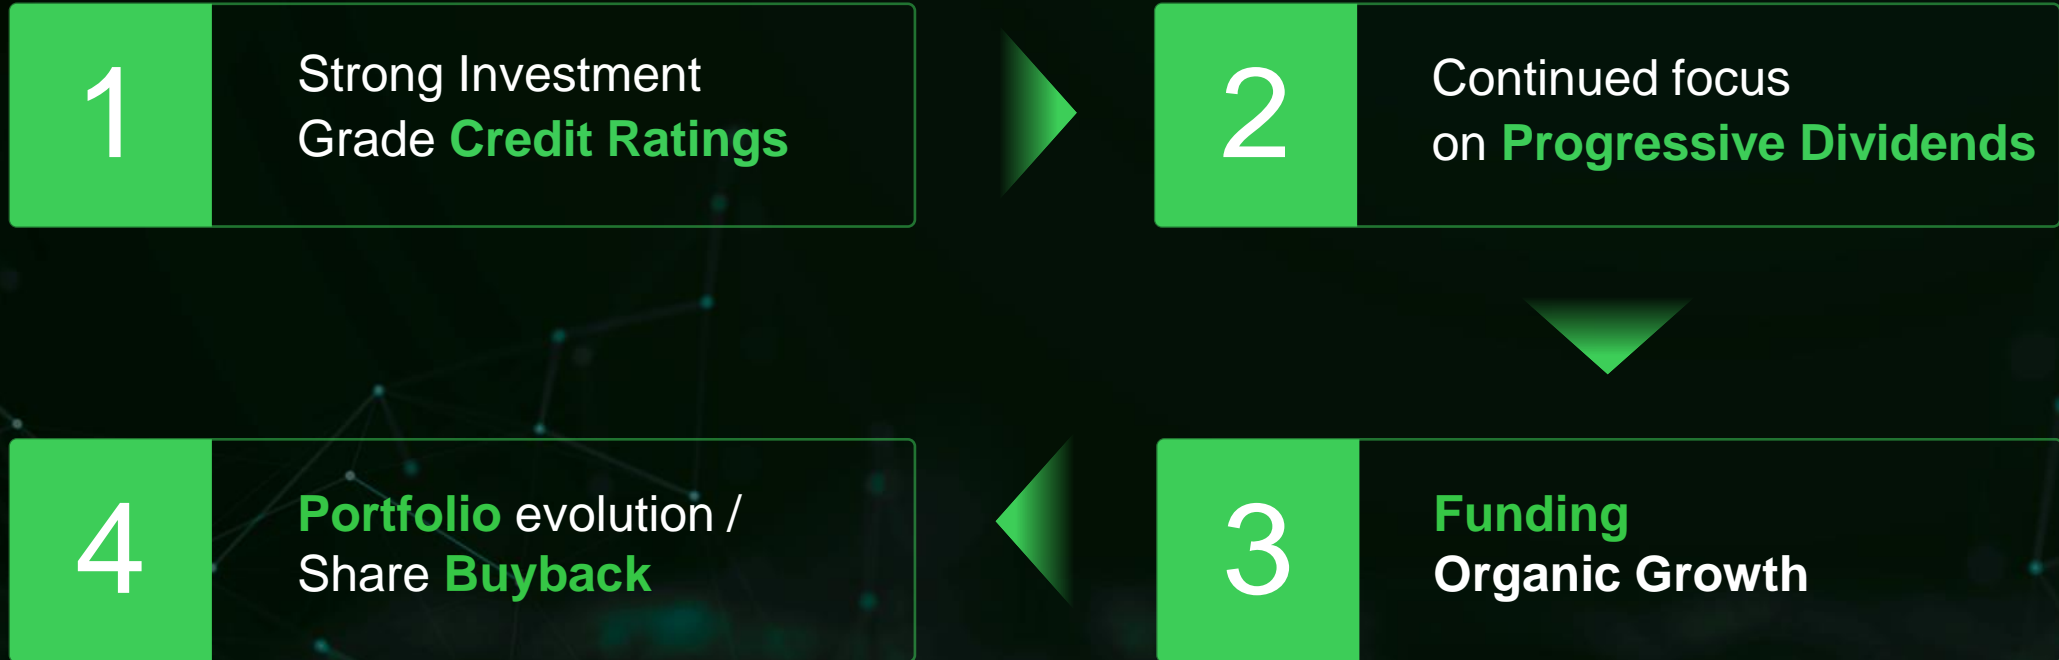 1
Strong Investment
Grade Credit Ratings
2
Continued focus
on Progressive Dividends
3
Funding
Organic Growth
4
Portfolio evolution /
Share Buyback